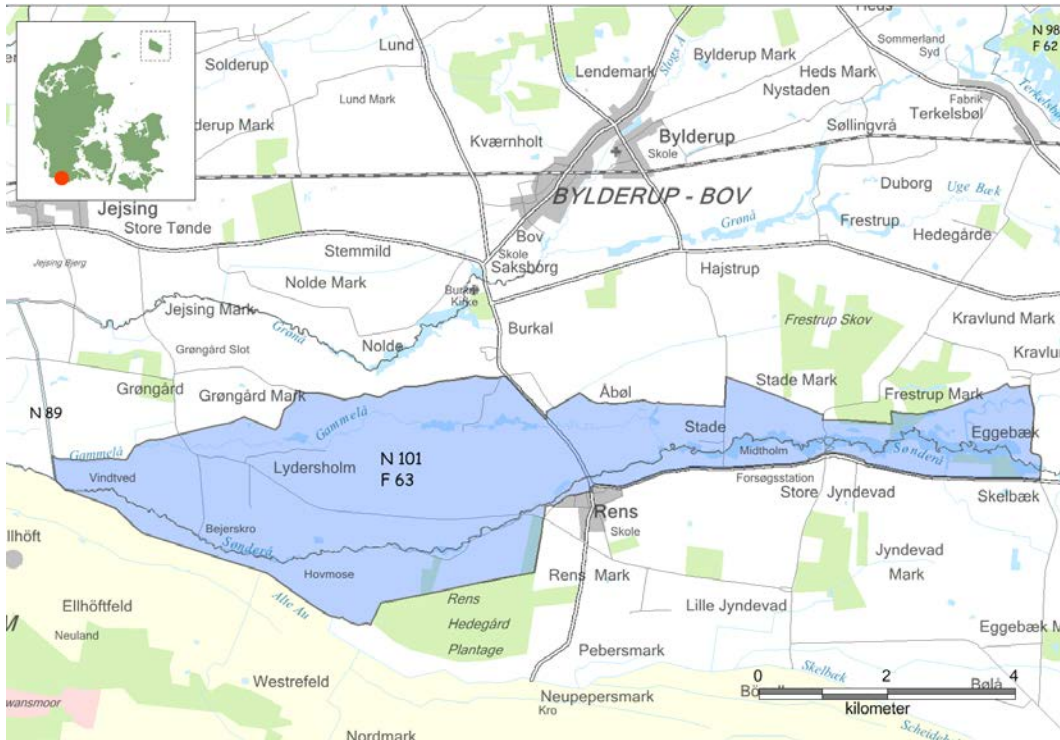 Heds
N 98
F 62
Sommerland
Syd
Lund
Slogs Å
Bylderup Mark
Solderup
Lendemark
Heds Mark
Nystaden
Lund Mark
Fabrik
Terkelsbøl
derup Mark
Kværnholt
Bylderup
Skole
Søllingvrå
BYLDERUP - BOV
Duborg
Uge Bæk
Jejsing
Store Tønde
Grønå
Frestrup
Hedegårde
Stemmild
Bov
Skole
Saksborg
Jejsing Bjerg
Hajstrup
Nolde Mark
Kirke
Jejsing Mark
Burkal
Frestrup Skov
Kravlund Mark
Grønå
Nolde
Grøngård Slot
Kravlu
Grøngård
Grøngård Mark
Åbøl
Stade Mark
Frestrup Mark
N 89
Gammelå
Stade
Eggebæk
Gammelå
Lydersholm
N 101
F 63
Midtholm
Sønderå
Vindtved
Forsøgsstation
Store Jyndevad
Skelbæk
Rens
Skole
Bejerskro
Sønderå
llhöft
Hovmose
Rens Mark
Jyndevad
Mark
Ellhöftfeld
Alte Au
Rens
Hedegård
Plantage
Lille Jyndevad
M
Neuland
Eggebæk M
Pebersmark
Westrefeld
Skelbæk
0 2 4
kilometer
Bølå
wansmoor
Neupepersmark
Kro
Nordmark